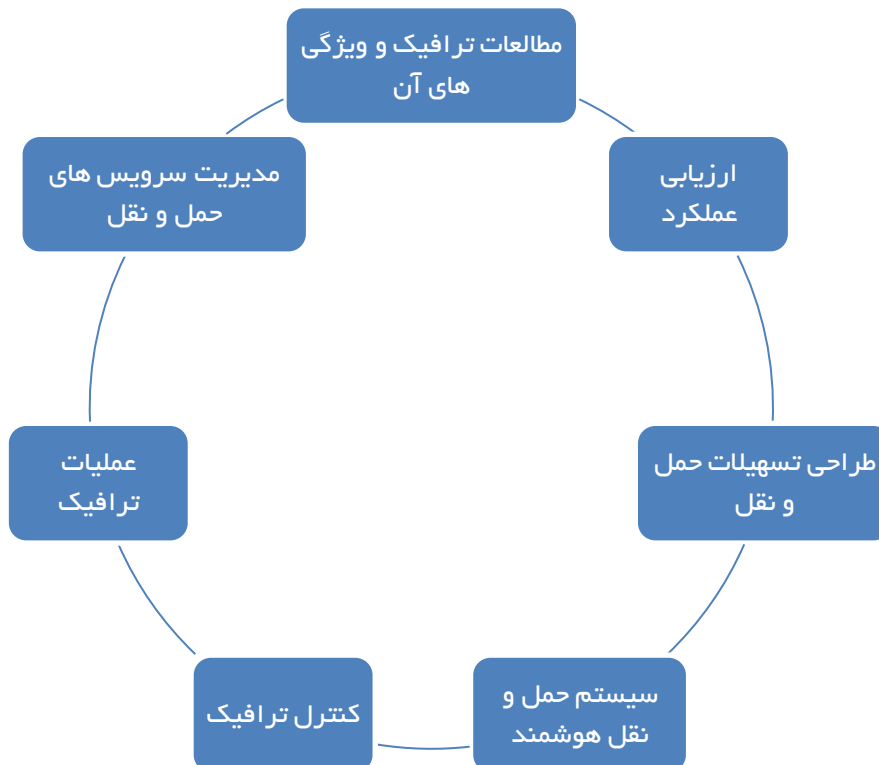 مطالعات ترافیک و ویژگی
های آن
ارزیابی
عملکرد
طراحی تسهیلات حمل
و نقل
سیستم حمل و
نقل هوشمند
کنترل ترافیک
عملیات
ترافیک
مدیریت سرویس های
حمل و نقل